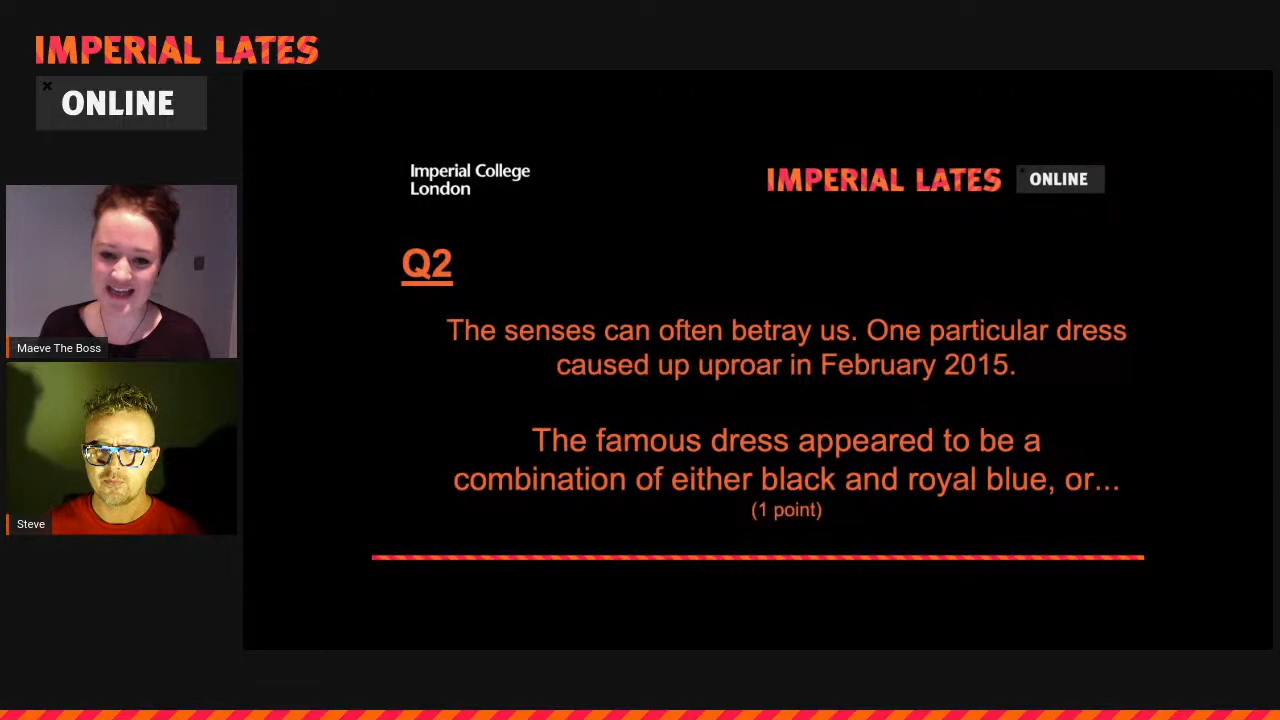 IMPERIAL LATES
ONLINE
Imperial College
London
IMPERIAL LATES ONLINE
Q2
The senses can often betray us. One particular dress
caused up uproar in February 2015.
The famous dress appeared to be a
combination of either black and royal blue, or...
(1 point)
Maeve The Boss
Steve